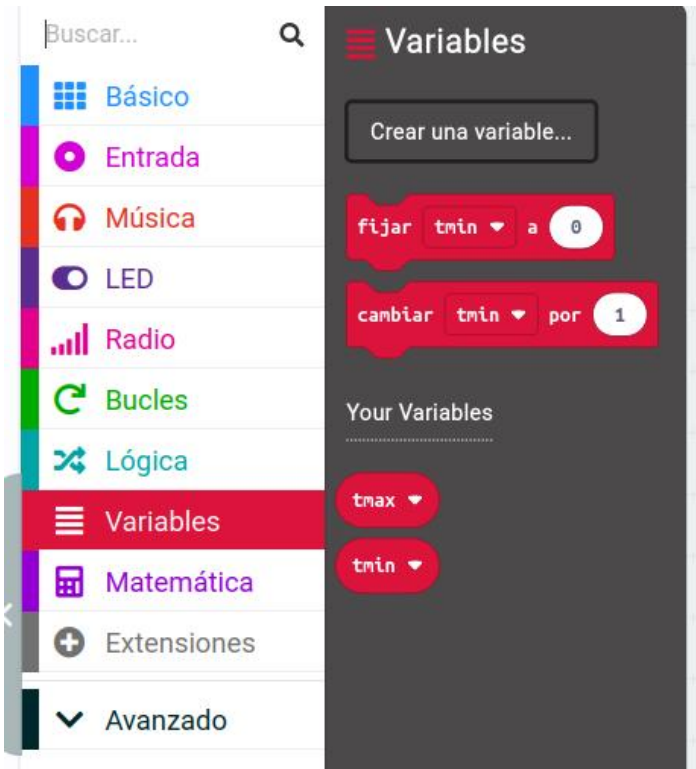 Buscar...
Básico
Entrada
Música
LED
Radio
Bucles
Lógica
Variables
Matemática
Extensiones
Avanzado
Variables
Crear una variable...
fijar tmin a 0
cambiar tmin por 1
Your Variables
tmax
tmin